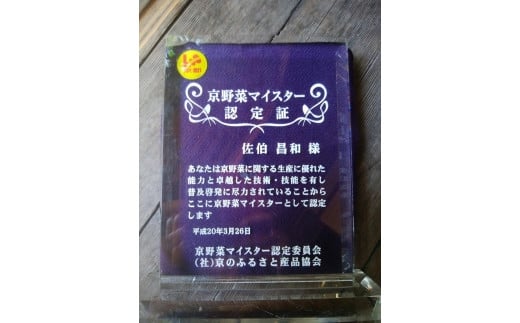 京野菜マイスター
認定証
佐伯 昌和 様
あなたは京野菜に関する生産に優れた
能力と卓越した技術・技能を有し
普及啓発に尽力されていることから
ここに京野菜マイスターとして認定
します
平成20年3月26日
京野菜マイスター認定委員会
(社)京のふるさと産品協会